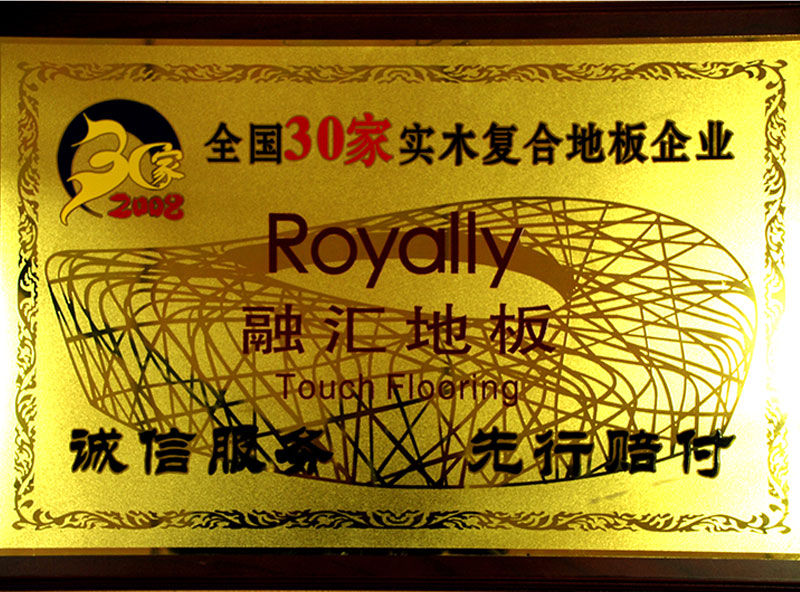 30家
2008
全国30家实木复合地板企业
Royally
融汇地板
Touch Flooring
诚信服务 先行赔付